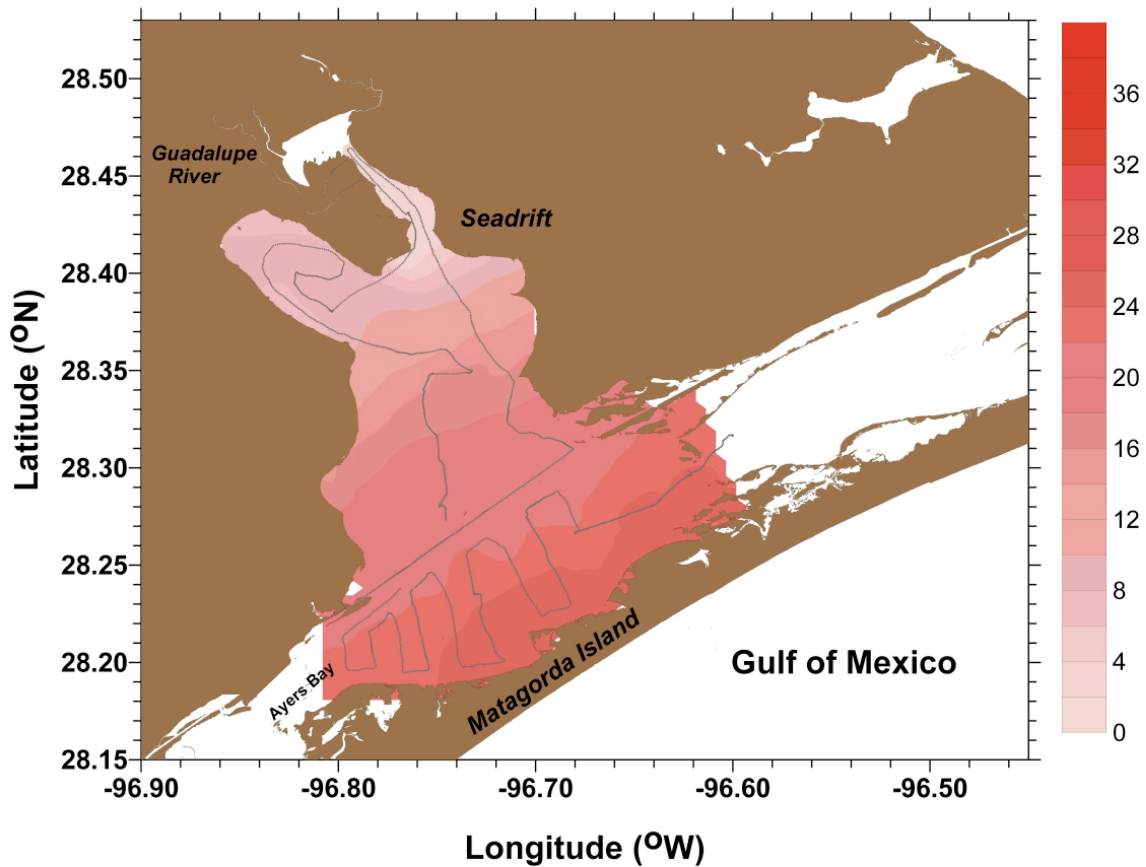 28.50
28.45
28.40
28.35
28.30
28.25
28.20
28.15
Latitude (ºN)
-96.90
-96.80
-96.70
-96.60
-96.50
Longitude (ºW)
Guadalupe
River
Seadrift
Ayers Bay
Matagorda Island
Gulf of Mexico
36
32
28
24
20
16
12
8
4
0